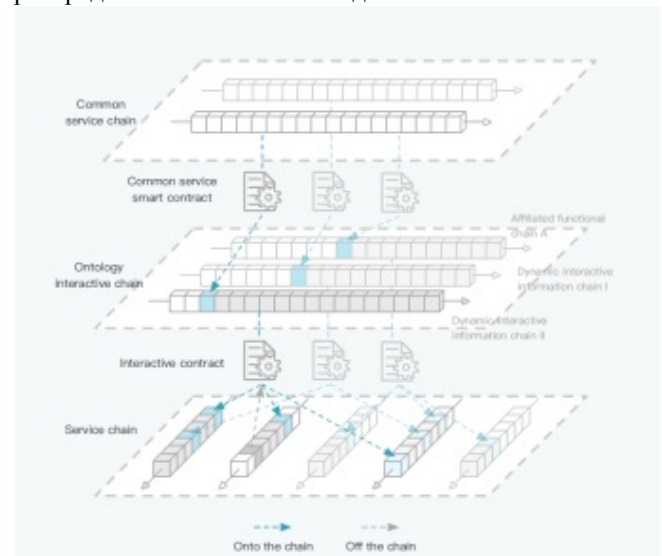 Common
service chain
Common service
smart contract
Affiliated functional
chain A
Ontology
interactive chain
Dynamic interactive
information chain I
Dynamic Interactive
information chain II
Interactive contract
Service chain
Onto the chain
Off the chain